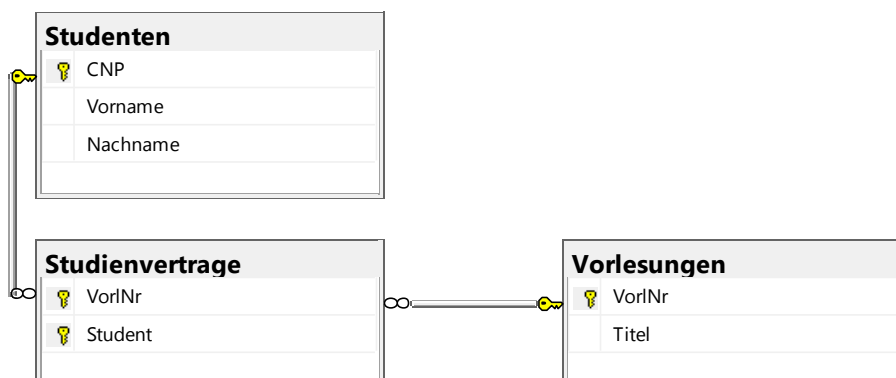 Studenten
CNP
Vorname
Nachname
Studienvertrage
VorlNr
Student
Vorlesungen
VorlNr
Titel